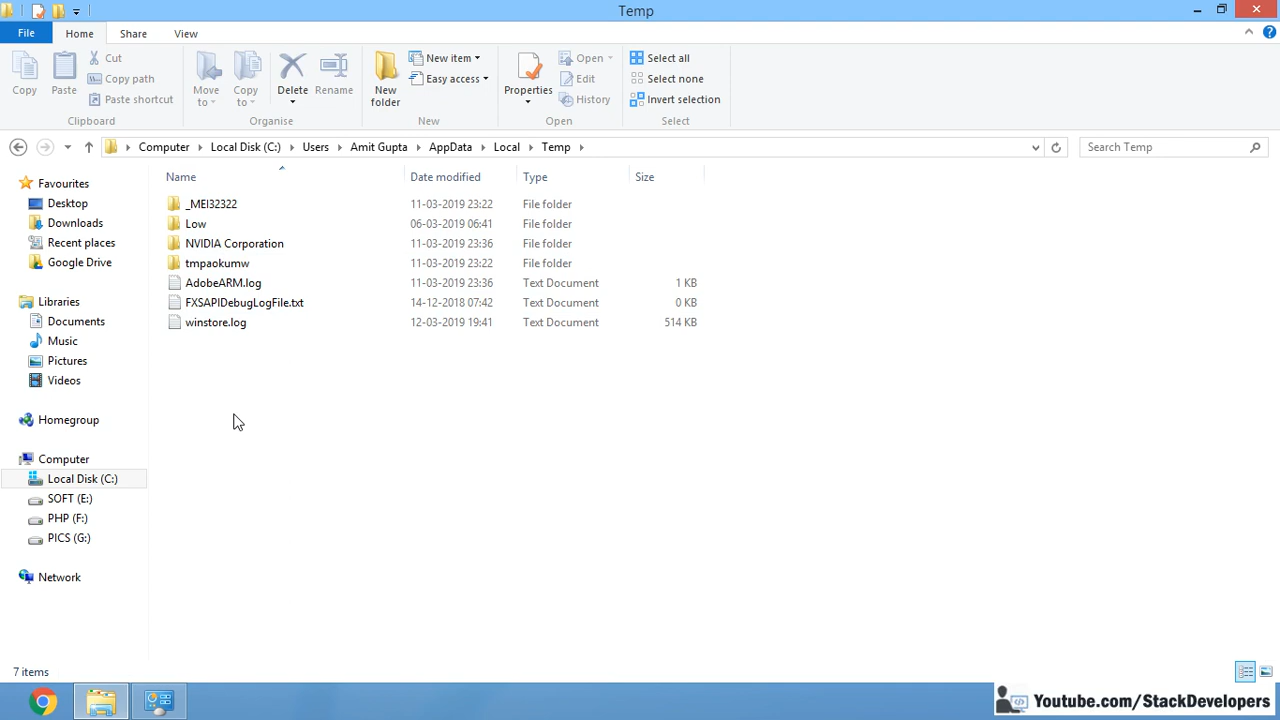 Temp
File Home Share View
Copy
Paste
Cut
Copy path
Paste shortcut
Clipboard
Move to
Copy to
Delete
Rename
Organise
New folder
New item
Easy access
New
Properties
Open
Edit
History
Open
Select all
Select none
Invert selection
Select
Computer Local Disk (C:) Users Amit Gupta AppData Local Temp
Search Temp
Favourites
Desktop
Downloads
Recent places
Google Drive
Libraries
Documents
Music
Pictures
Videos
Homegroup
Computer
Local Disk (C:)
SOFT (E:)
PHP (F:)
PICS (G:)
Network
Name Date modified Type Size
_MEI32322 11-03-2019 23:22 File folder
Low 06-03-2019 06:41 File folder
NVIDIA Corporation 11-03-2019 23:36 File folder
tmpaokumw 11-03-2019 23:22 File folder
AdobeARM.log 11-03-2019 23:36 Text Document 1 KB
FXSAPIDebugLogFile.txt 14-12-2018 07:42 Text Document 0 KB
winstore.log 12-03-2019 19:41 Text Document 514 KB
7 items
Youtube.com/StackDevelopers